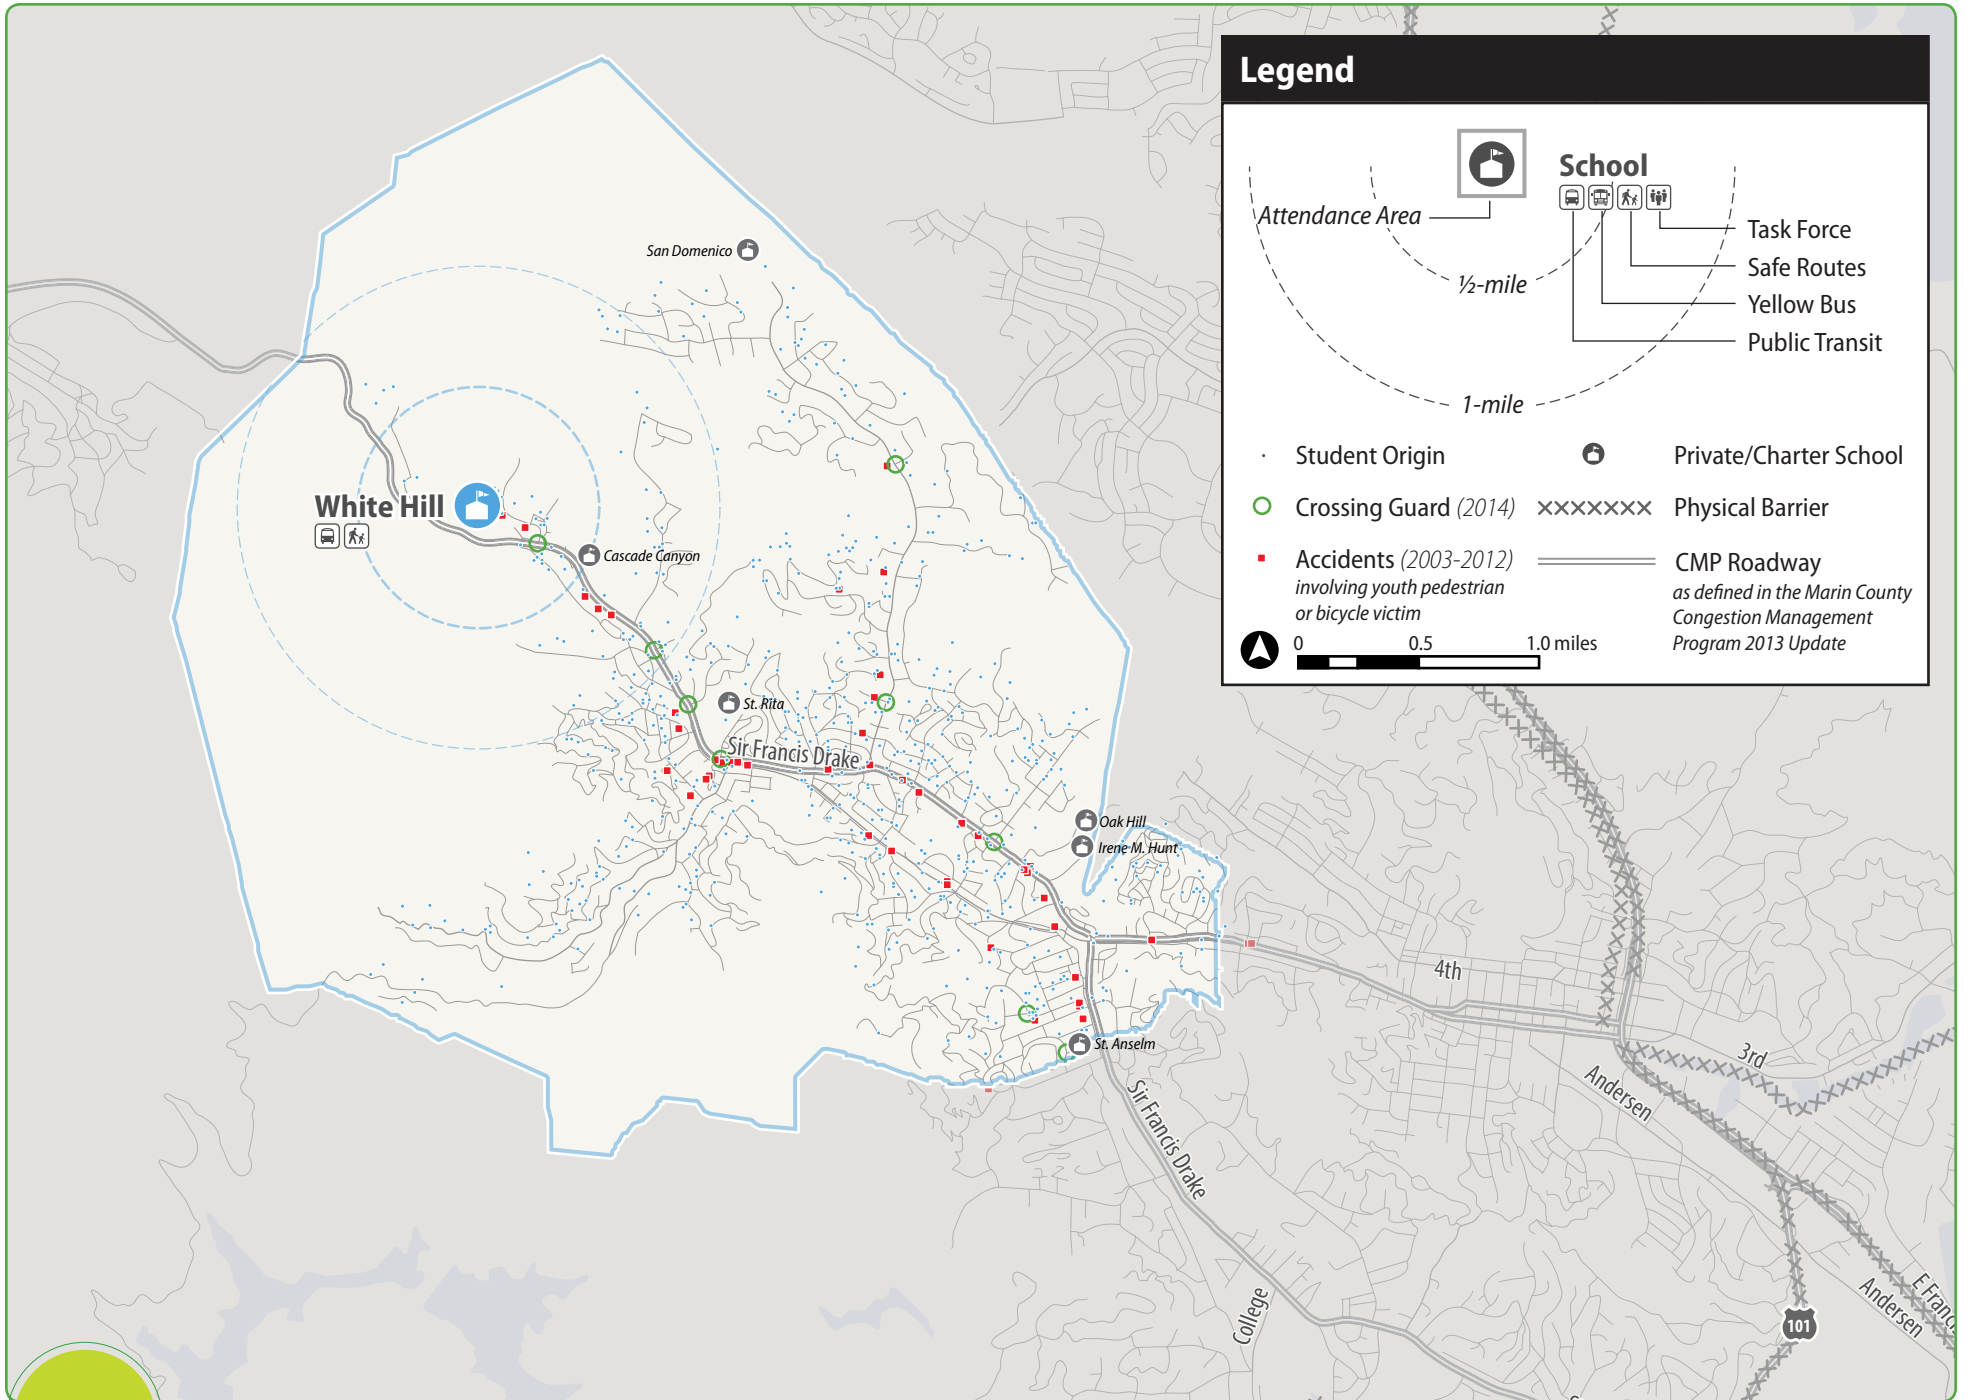 Legend
School
Attendance Area
Task Force
Safe Routes
½-mile
Yellow Bus
Public Transit
1-mile
Student Origin
Private/Charter School
Crossing Guard (2014)
Physical Barrier
Accidents (2003-2012)
involving youth pedestrian
or bicycle victim
CMP Roadway
as defined in the Marin County
Congestion Management
Program 2013 Update
0 0.5 1.0 miles
San Domenico
White Hill
Cascade Canyon
St. Rita
Sir Francis Drake
Oak Hill
Irene M. Hunt
4th
St. Anselm
3rd
Andersen
Sir Francis Drake
College
Andersen
E Franc
101